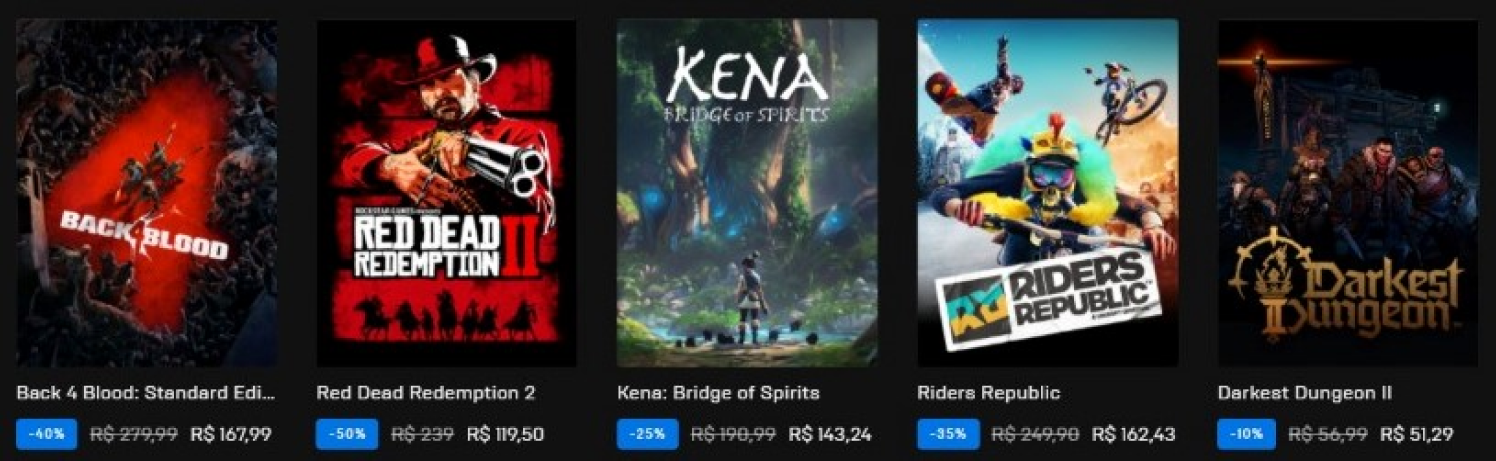 BACK 4 BLOOD
ROCKSTAR GAMES PRESENTS
RED DEAD
REDEMPTION II
KENA
BRIDGE OF SPIRITS
RIDERS
REPUBLIC
Darkest
Dungeon
Back 4 Blood: Standard Edi...
Red Dead Redemption 2
Kena: Bridge of Spirits
Riders Republic
Darkest Dungeon II
-40% R$ 279,99 R$ 167,99
-50% R$ 239 R$ 119,50
-25% R$ 190,99 R$ 143,24
-35% R$ 249,90 R$ 162,43
-10% R$ 56,99 R$ 51,29